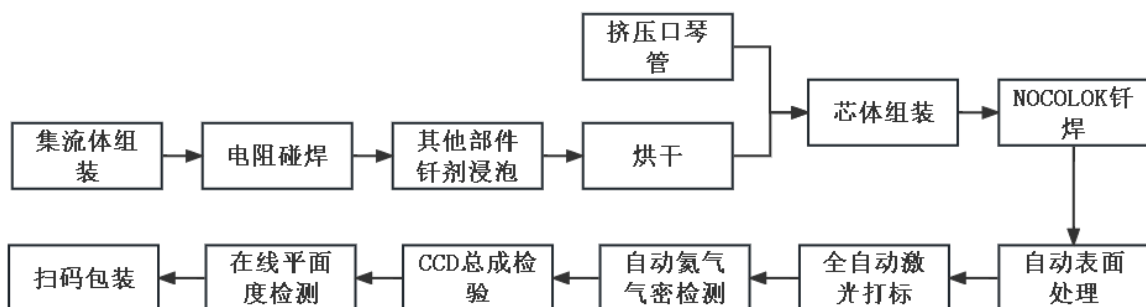 挤压口琴
管
集流体组
装
电阻碰焊
其他部件
钎剂浸泡
烘干
芯体组装
NOCOLOK钎
焊
扫码包装
在线平面
度检测
CCD总成检
验
自动氦气
气密检测
全自动激
光打标
自动表面
处理